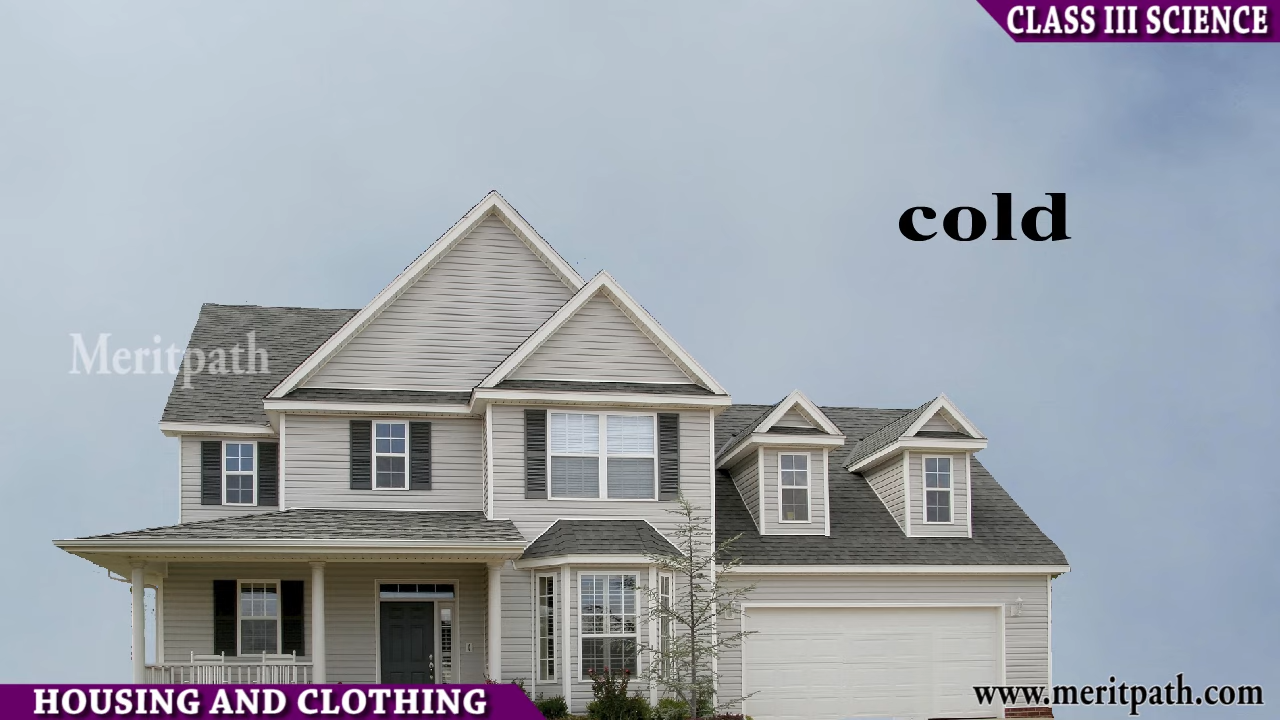 CLASS III SCIENCE
cold
Meritpath
HOUSING AND CLOTHING
www.meritpath.com